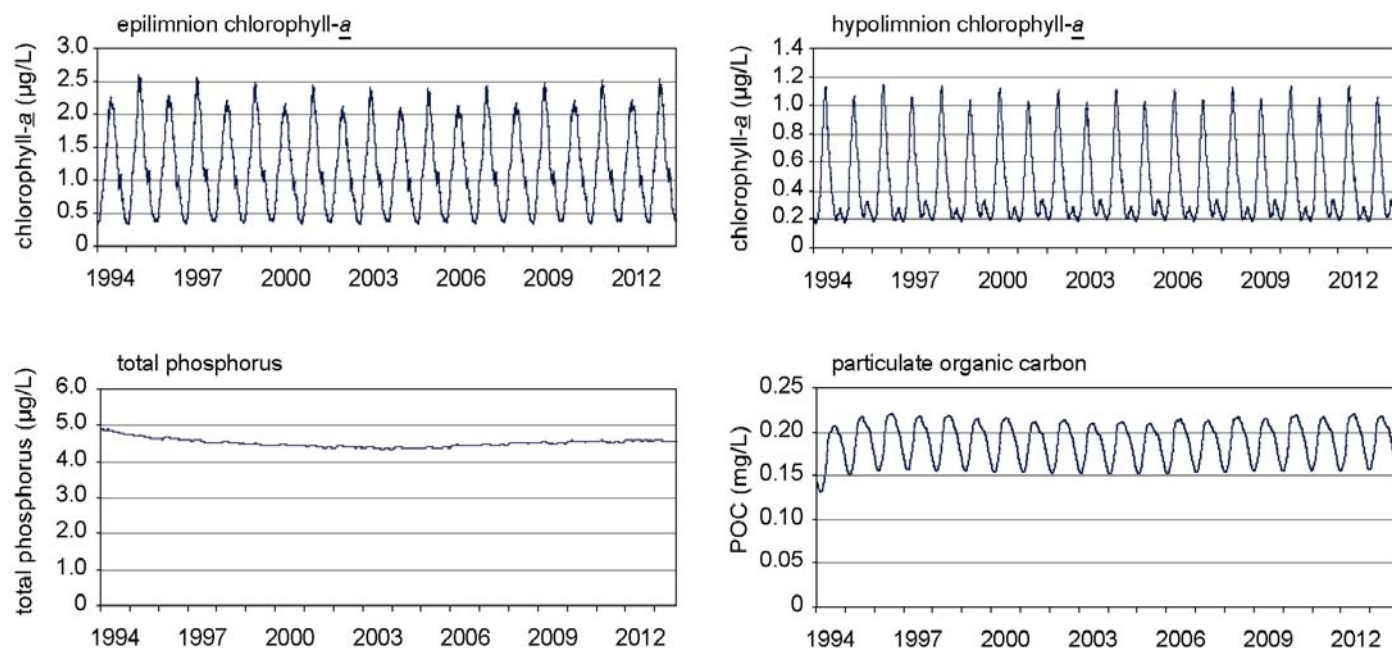 epilimnion chlorophyll-a
chlorophyll-a (µg/L)
3.0
2.5
2.0
1.5
1.0
0.5
0
1994 1997 2000 2003 2006 2009 2012
hypolimnion chlorophyll-a
chlorophyll-a (µg/L)
1.4
1.2
1.0
0.8
0.6
0.4
0.2
0
1994 1997 2000 2003 2006 2009 2012
total phosphorus
total phosphorus (µg/L)
6.0
5.0
4.0
3.0
2.0
1.0
0
1994 1997 2000 2003 2006 2009 2012
particulate organic carbon
POC (mg/L)
0.25
0.20
0.15
0.10
0.05
0
1994 1997 2000 2003 2006 2009 2012